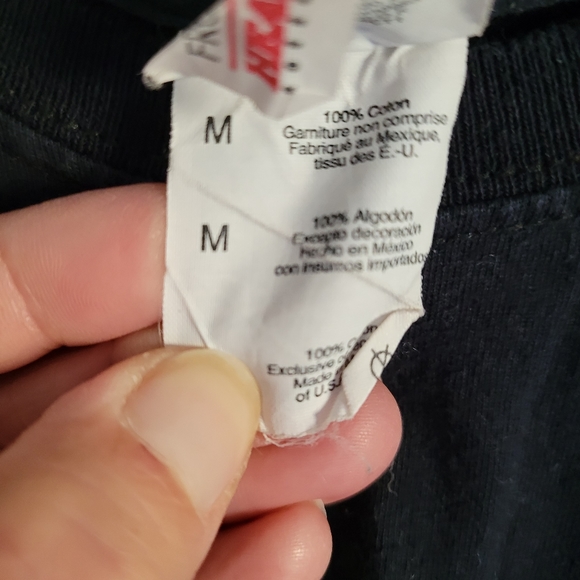 M
100% Coton
Garniture non comprise
Fabriqué au Mexique,
tissu des É.-U.
M
100% Algodón
Excepto decoración
Hecho en México
con insumos importados
100%
Exclusive
Made
of U.S.